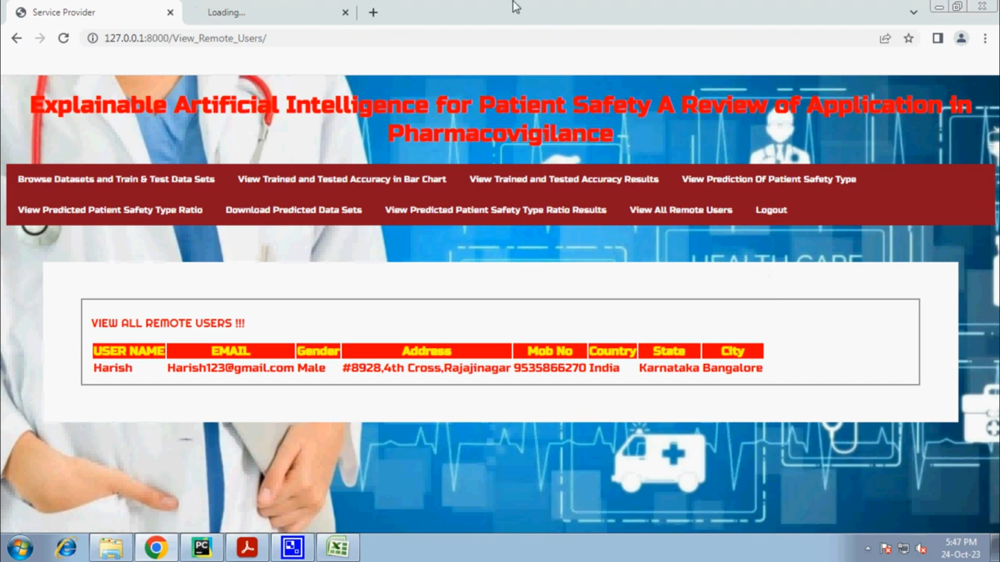 Service Provider
Loading...
127.0.0.1:8000/View_Remote_Users/
Explainable Artificial Intelligence for Patient Safety A Review of Application in
Pharmacovigilance
Browse Datasets and Train & Test Data Sets View Trained and Tested Accuracy in Bar Chart View Trained and Tested Accuracy Results View Prediction Of Patient Safety Type
View Predicted Patient Safety Type Ratio Download Predicted Data Sets View Predicted Patient Safety Type Ratio Results View All Remote Users Logout
HEALTH CARE
VIEW ALL REMOTE USERS !!!
USER NAME EMAIL Gender Address Mob No Country State City
Harish Harish123@gmail.com Male #8928,4th Cross,Rajajinagar 9535866270 India Karnataka Bangalore
PC
5:47 PM
24-Oct-23